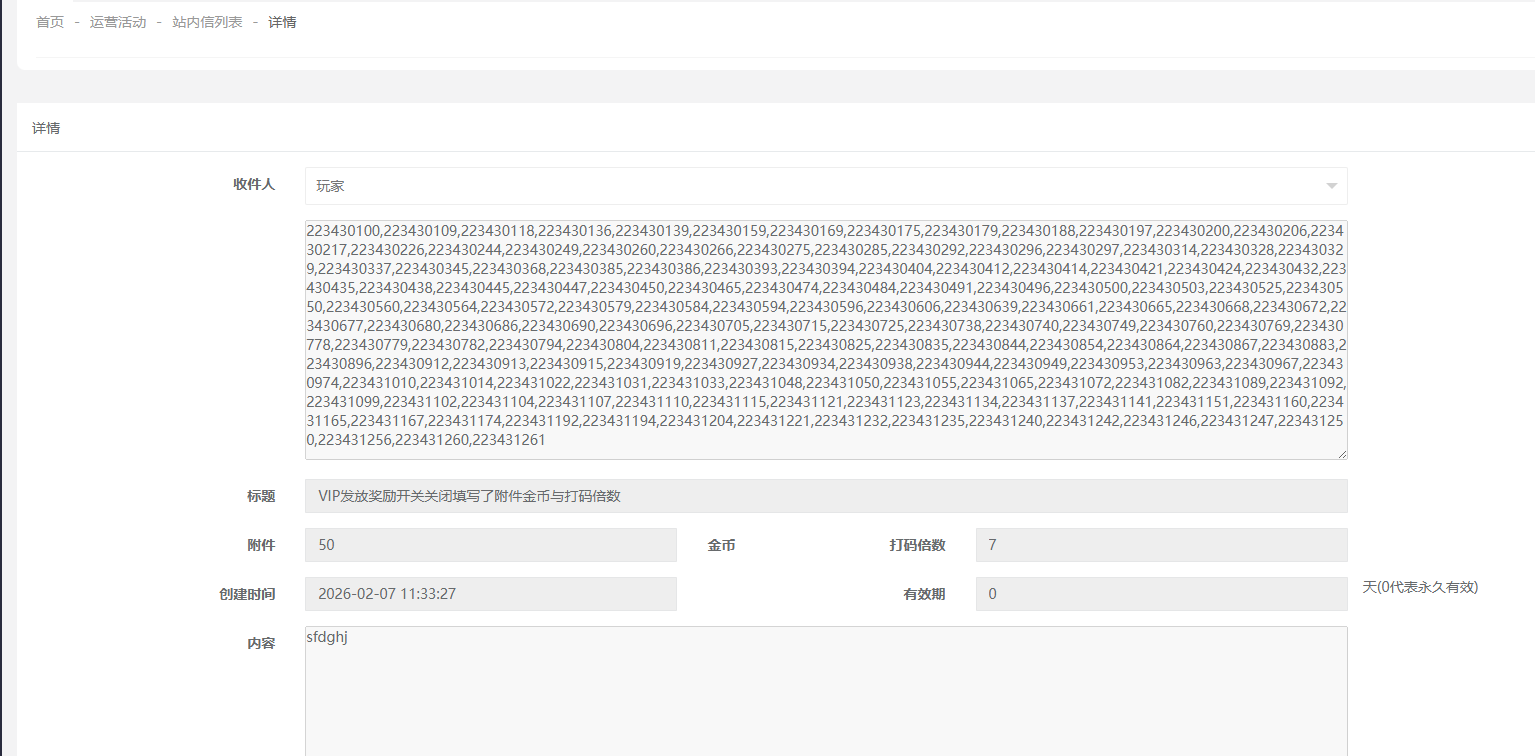 首页 - 运营活动 - 站内信列表 - 详情
详情
收件人 玩家
223430100,223430109,223430118,223430136,223430139,223430159,223430169,223430175,223430179,223430188,223430197,223430200,223430206,2234
30217,223430226,223430244,223430249,223430260,223430266,223430275,223430285,223430292,223430296,223430297,223430314,223430328,22343032
9,223430337,223430345,223430368,223430385,223430386,223430393,223430394,223430404,223430412,223430414,223430421,223430424,223430432,223
430435,223430438,223430445,223430447,223430450,223430465,223430474,223430484,223430491,223430496,223430500,223430503,223430525,2234305
50,223430560,223430564,223430572,223430579,223430584,223430594,223430596,223430606,223430639,223430661,223430665,223430668,223430672,22
3430677,223430680,223430686,223430690,223430696,223430705,223430715,223430725,223430738,223430740,223430749,223430760,223430769,223430
778,223430779,223430782,223430794,223430804,223430811,223430815,223430825,223430835,223430844,223430854,223430864,223430867,223430883,2
23430896,223430912,223430913,223430915,223430919,223430927,223430934,223430938,223430944,223430949,223430953,223430963,223430967,223430
974,223431010,223431014,223431022,223431031,223431033,223431048,223431050,223431055,223431065,223431072,223431082,223431089,223431092,
223431099,223431102,223431104,223431107,223431110,223431115,223431121,223431123,223431134,223431137,223431141,223431151,223431160,2234
31165,223431167,223431174,223431192,223431194,223431204,223431221,223431232,223431235,223431240,223431242,223431246,223431247,22343125
0,223431256,223431260,223431261
标题 VIP发放奖励开关关闭填写了附件金币与打码倍数
附件 50 金币 打码倍数 7
创建时间 2026-02-07 11:33:27 有效期 0 天(0代表永久有效)
内容 sfdghj